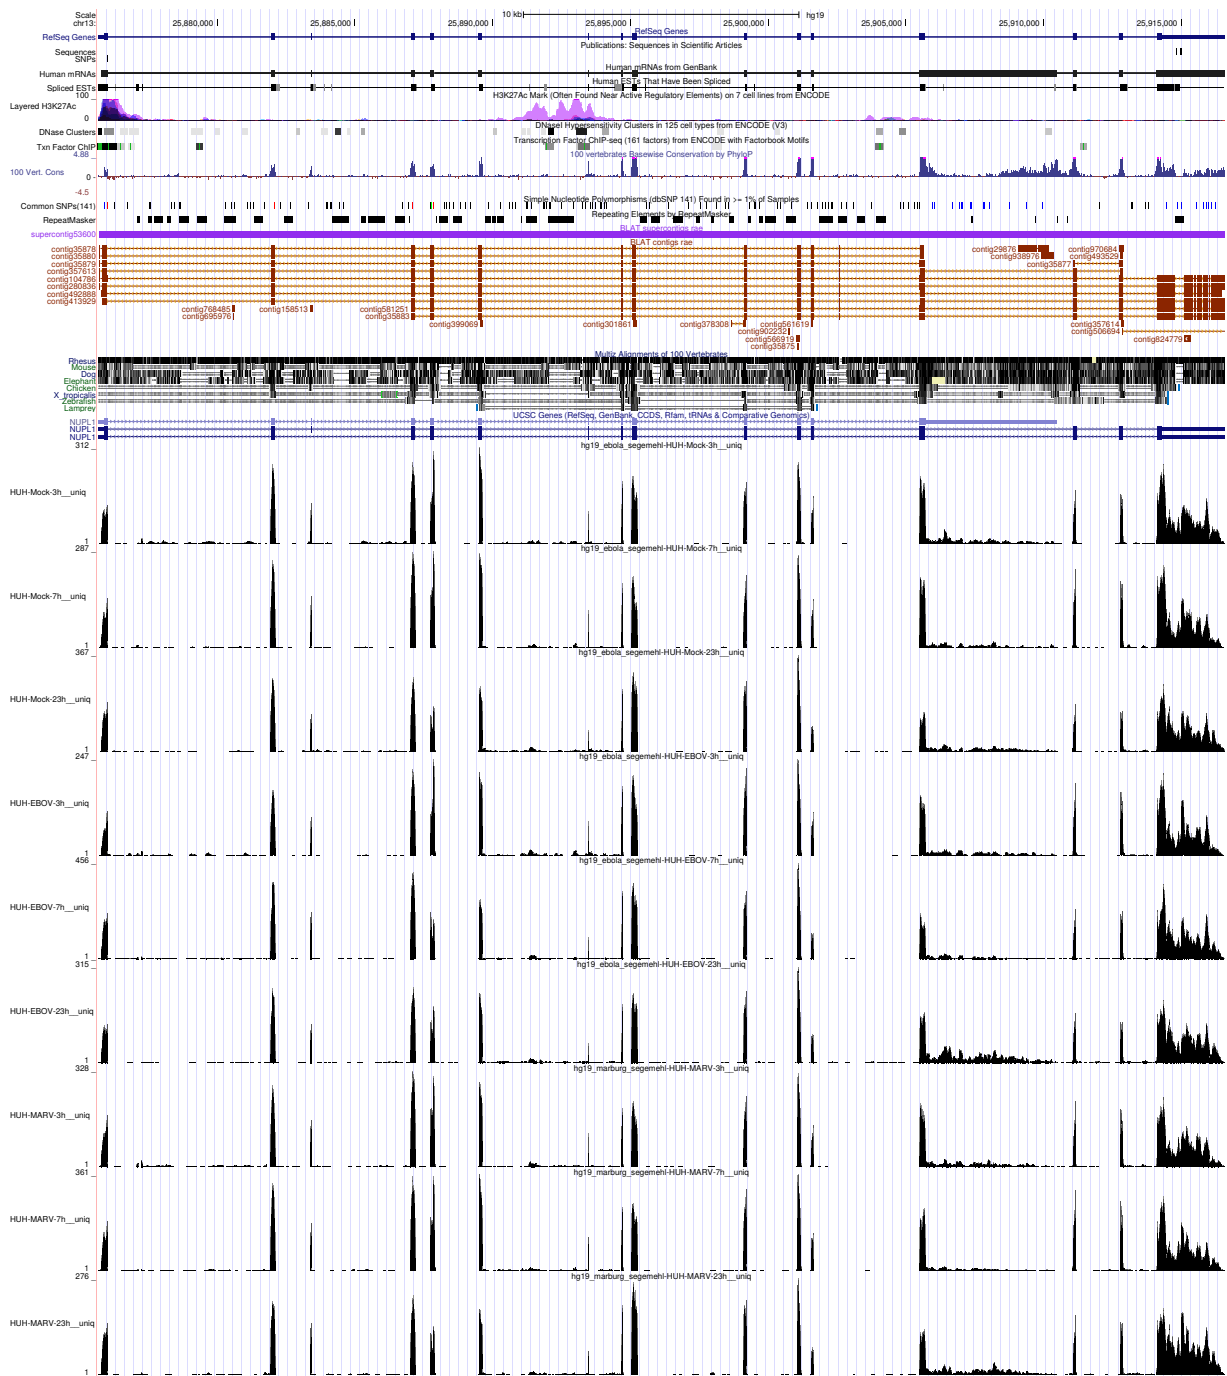 Scale 10 kb hg19
chr13: 25,880,000 25,885,000 25,890,000 25,895,000 25,900,000 25,905,000 25,910,000 25,915,000
RefSeq Genes
RefSeq Genes
Publications: Sequences in Scientific Articles
Sequences
SNPs
Human mRNAs from GenBank
Human mRNAs
Human ESTs That Have Been Spliced
Spliced ESTs
100
H3K27Ac Mark (Often Found Near Active Regulatory Elements) on 7 cell lines from ENCODE
Layered H3K27Ac
0
DNaseI Hypersensitivity Clusters in 125 cell types from ENCODE (V3)
DNase Clusters
Transcription Factor ChIP-seq (161 factors) from ENCODE with Factorbook Motifs
Txn Factor ChIP
4.88
100 vertebrates Basewise Conservation by PhyloP
100 Vert. Cons
0
-4.5
Simple Nucleotide Polymorphisms (dbSNP 141) Found in >= 1% of Samples
Common SNPs(141)
Repeating Elements by RepeatMasker
RepeatMasker
BLAT supercontigs rae
supercontig53600
BLAT contigs rae
contig35878 contig29876 contig970684
contig35880 contig938976 contig493529
contig35879 contig35877
contig357613
contig104786
contig280836
contig492888
contig413929
contig768485 contig158513 contig581251
contig695976 contig35883
contig399069 contig301861 contig378308 contig561619 contig357614
contig902232 contig506694
contig566919 contig824779
contig35875
Multiz Alignments of 100 Vertebrates
Rhesus
Mouse
Dog
Elephant
Chicken
X_tropicalis
Zebrafish
Lamprey
UCSC Genes (RefSeq, GenBank, CCDS, Rfam, tRNAs & Comparative Genomics)
NUPL1
NUPL1
NUPL1
312
hg19_ebola_segemehl-HUH-Mock-3h__uniq
HUH-Mock-3h__uniq
1
287
hg19_ebola_segemehl-HUH-Mock-7h__uniq
HUH-Mock-7h__uniq
1
367
hg19_ebola_segemehl-HUH-Mock-23h__uniq
HUH-Mock-23h__uniq
1
247
hg19_ebola_segemehl-HUH-EBOV-3h__uniq
HUH-EBOV-3h__uniq
1
456
hg19_ebola_segemehl-HUH-EBOV-7h__uniq
HUH-EBOV-7h__uniq
1
315
hg19_ebola_segemehl-HUH-EBOV-23h__uniq
HUH-EBOV-23h__uniq
1
328
hg19_marburg_segemehl-HUH-MARV-3h__uniq
HUH-MARV-3h__uniq
1
361
hg19_marburg_segemehl-HUH-MARV-7h__uniq
HUH-MARV-7h__uniq
1
276
hg19_marburg_segemehl-HUH-MARV-23h__uniq
HUH-MARV-23h__uniq
1